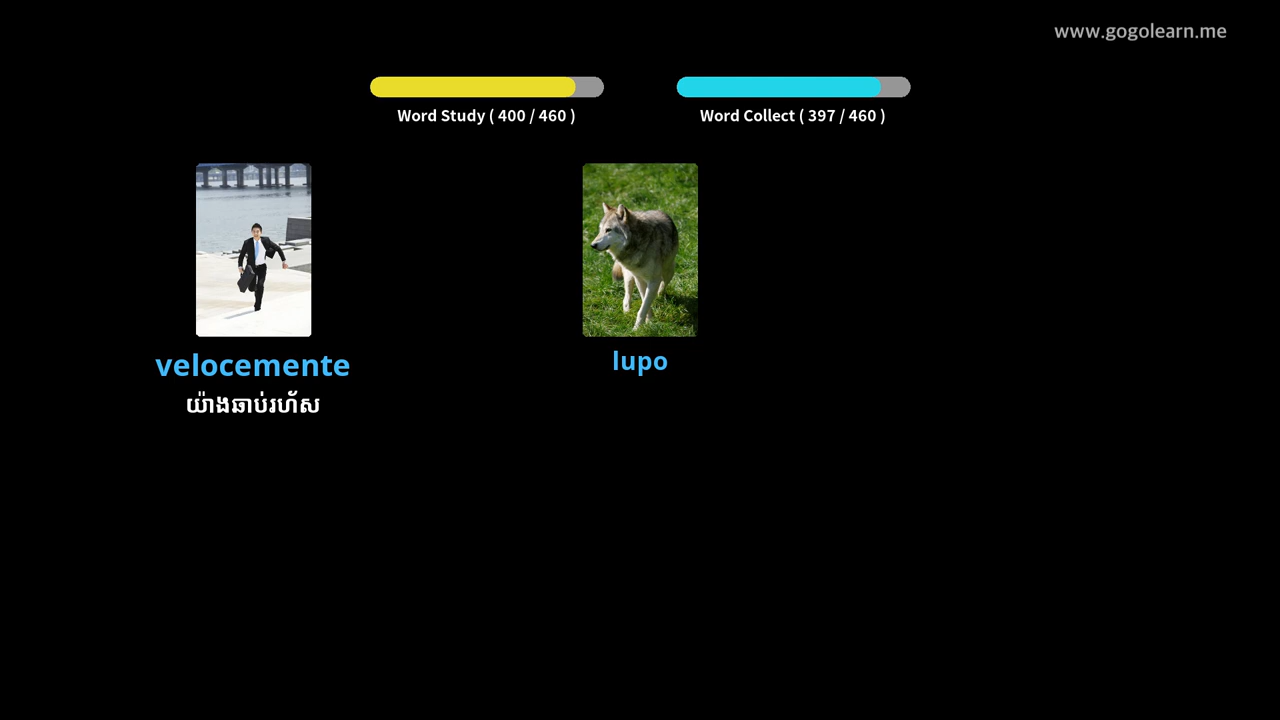 www.gogolearn.me
Word Study ( 400 / 460 )
Word Collect ( 397 / 460 )
velocemente
lupo
យ៉ាងឆាប់រហ័ស